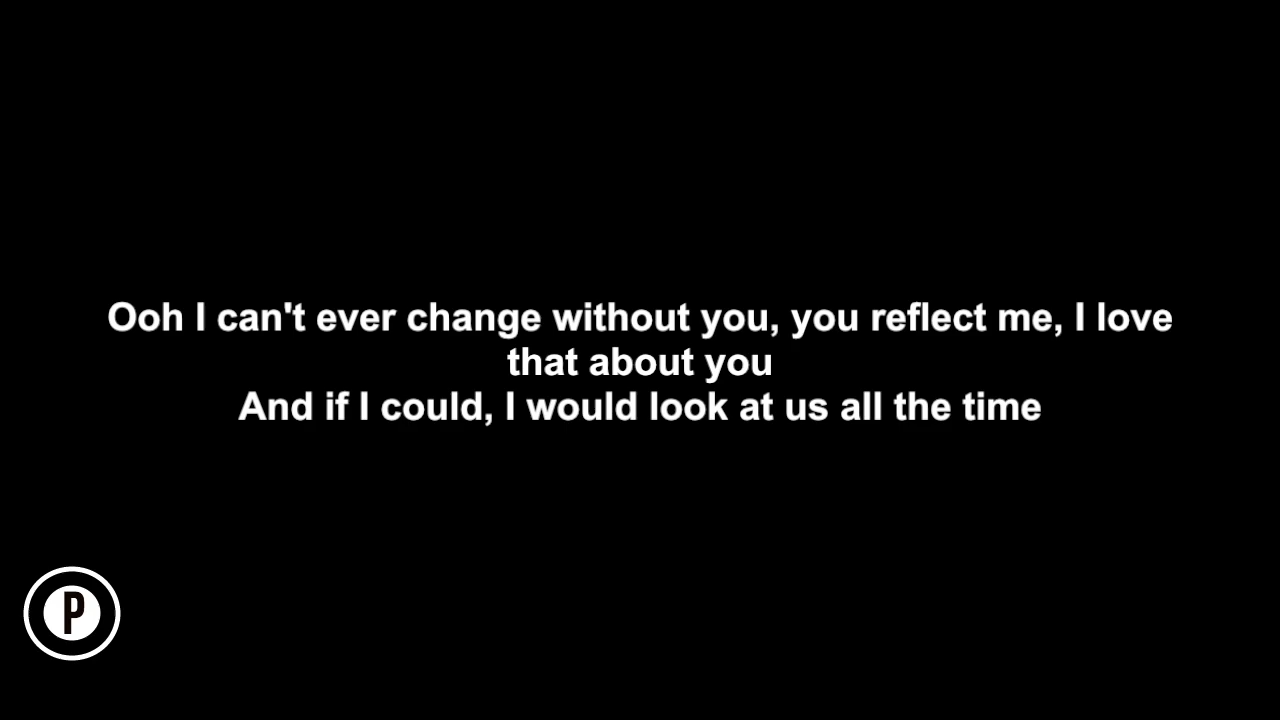 Ooh I can't ever change without you, you reflect me, I love
that about you
And if I could, I would look at us all the time
P